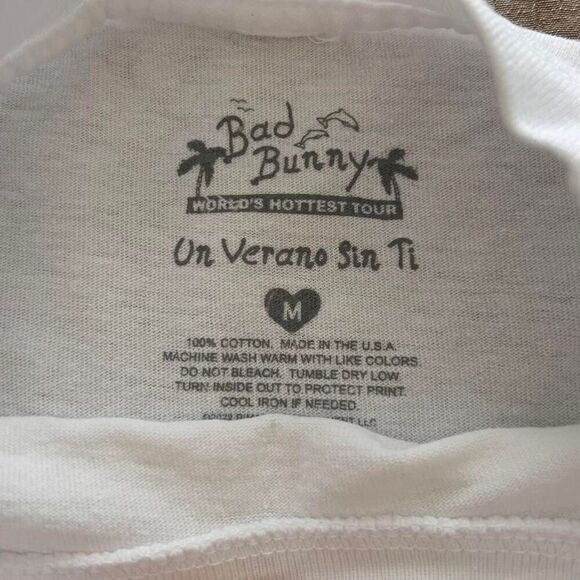 Bad
Bunny
WORLD'S HOTTEST TOUR
Un Verano Sin Ti
M
100% COTTON. MADE IN THE U.S.A.
MACHINE WASH WARM WITH LIKE COLORS.
DO NOT BLEACH. TUMBLE DRY LOW
TURN INSIDE OUT TO PROTECT PRINT.
COOL IRON IF NEEDED.
LLC